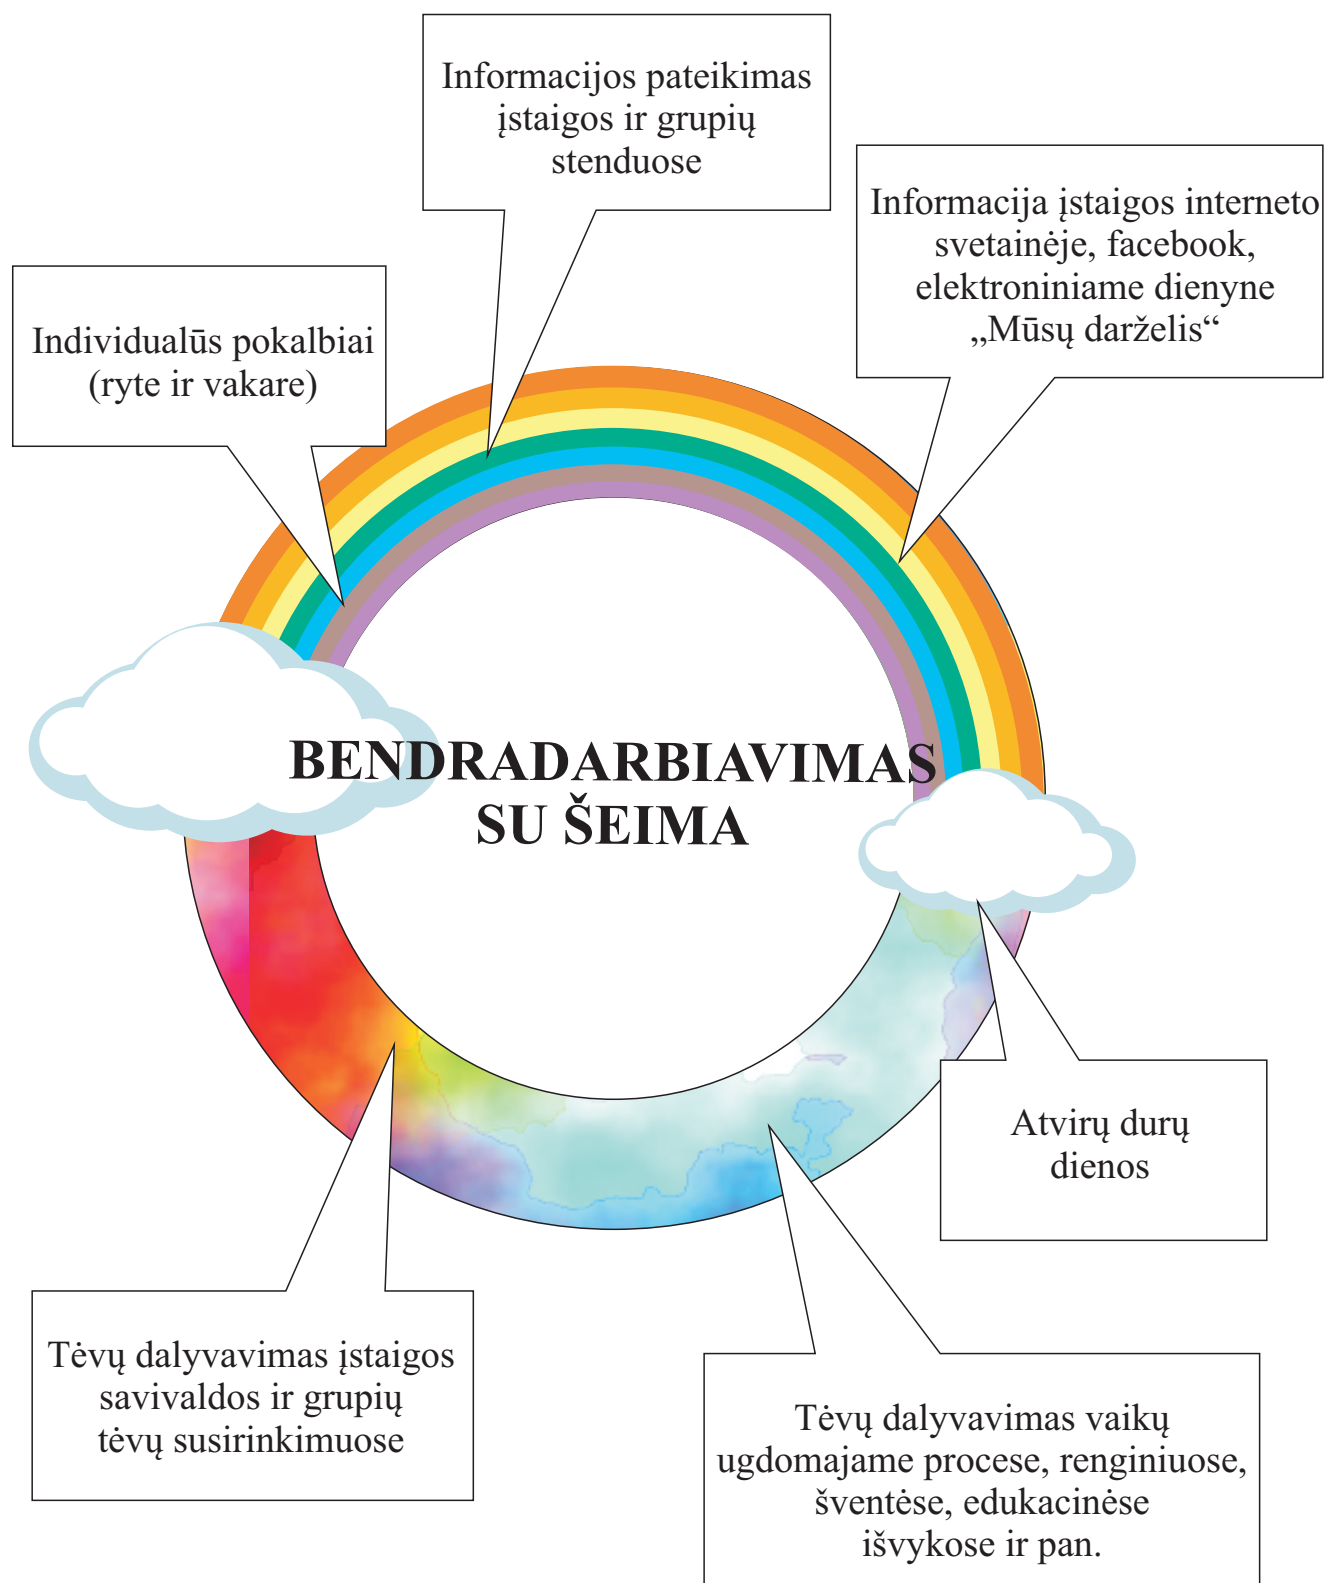 Informacijos pateikimas
įstaigos ir grupių
stenduose
Informacija įstaigos interneto
svetainėje, facebook,
elektroniniame dienyne
„Mūsų darželis“
Individualūs pokalbiai
(ryte ir vakare)
BENDRADARBIAVIMAS
SU ŠEIMA
Atvirų durų
dienos
Tėvų dalyvavimas įstaigos
savivaldos ir grupių
tėvų susirinkimuose
Tėvų dalyvavimas vaikų
ugdomajame procese, renginiuose,
šventėse, edukacinėse
išvykose ir pan.